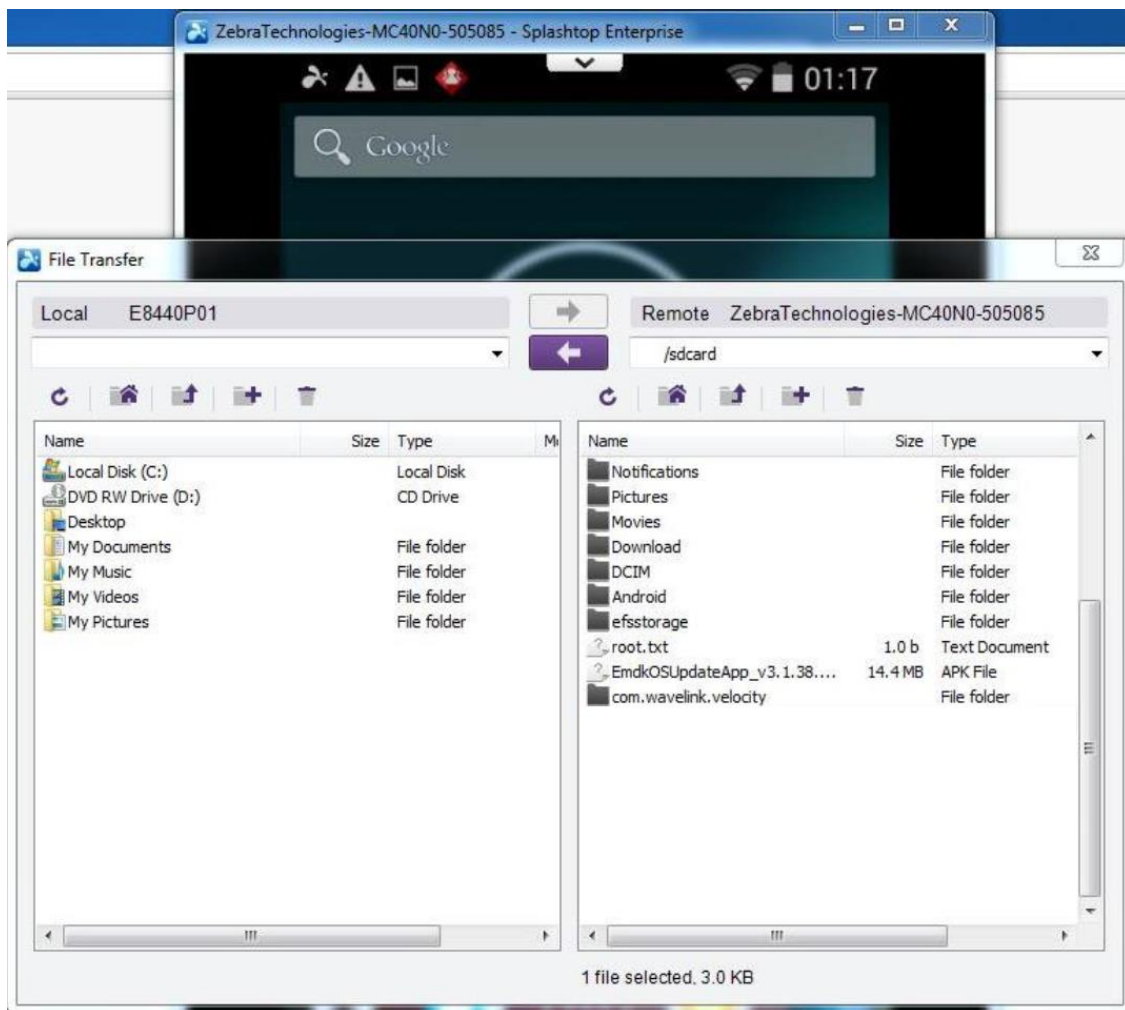 ZebraTechnologies-MC40N0-505085 - Splashtop Enterprise
01:17
Google
File Transfer
Local E8440P01
Remote ZebraTechnologies-MC40N0-505085
/sdcard
Name Size Type
Name Size Type
Local Disk (C:) Local Disk
DVD RW Drive (D:) CD Drive
Desktop
My Documents File folder
My Music File folder
My Videos File folder
My Pictures File folder
Notifications File folder
Pictures File folder
Movies File folder
Download File folder
DCIM File folder
Android File folder
efsstorage File folder
root.txt 1.0 b Text Document
EmdkOSUpdateApp_v3.1.38.... 14.4 MB APK File
com.wavelink.velocity File folder
1 file selected, 3.0 KB